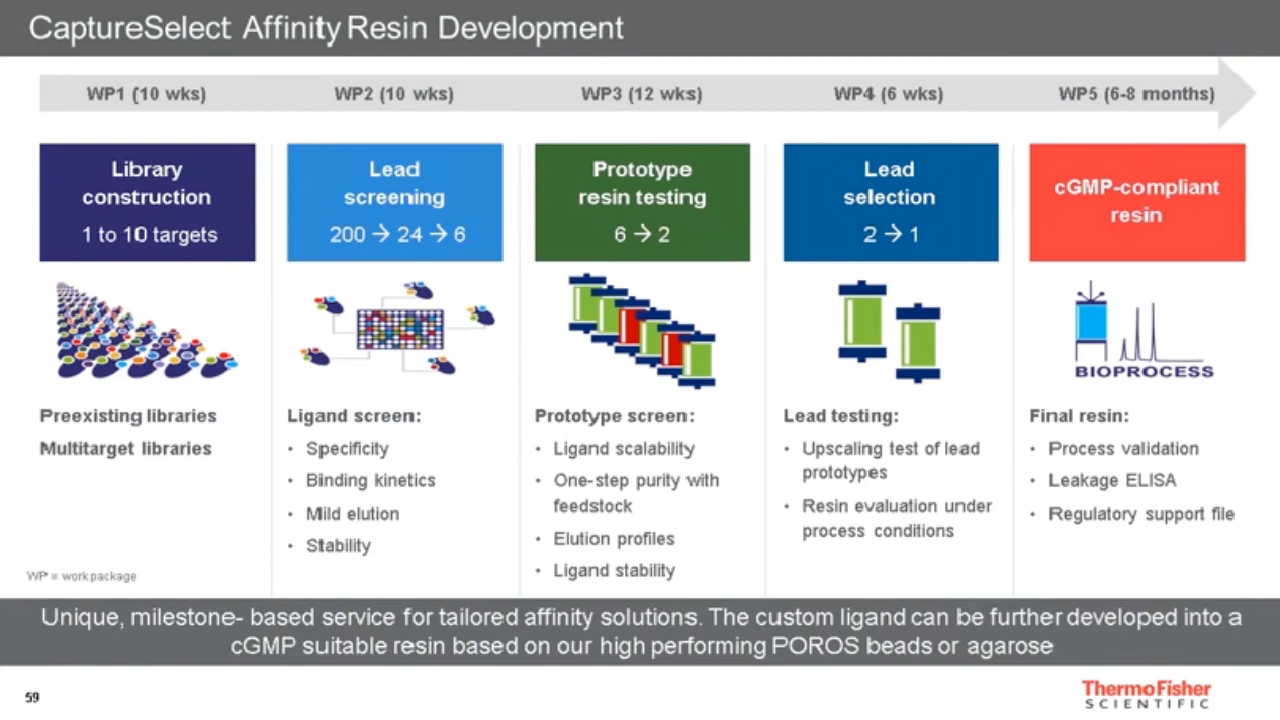 CaptureSelect Affinity Resin Development
WP1 (10 wks)
WP2 (10 wks)
WP3 (12 wks)
WP4 (6 wks)
WP5 (6-8 months)
Library
construction
1 to 10 targets
Lead
screening
200 → 24 → 6
Prototype
resin testing
6 → 2
Lead
selection
2 → 1
cGMP-compliant
resin
BIOPROCESS
Preexisting libraries
Multitarget libraries
Ligand screen:
• Specificity
• Binding kinetics
• Mild elution
• Stability
Prototype screen:
• Ligand scalability
• One-step purity with
feedstock
• Elution profiles
• Ligand stability
Lead testing:
• Upscaling test of lead
prototypes
• Resin evaluation under
process conditions
Final resin:
• Process validation
• Leakage ELISA
• Regulatory support file
WP = work package
Unique, milestone- based service for tailored affinity solutions. The custom ligand can be further developed into a
cGMP suitable resin based on our high performing POROS beads or agarose
59
ThermoFisher
SCIENTIFIC